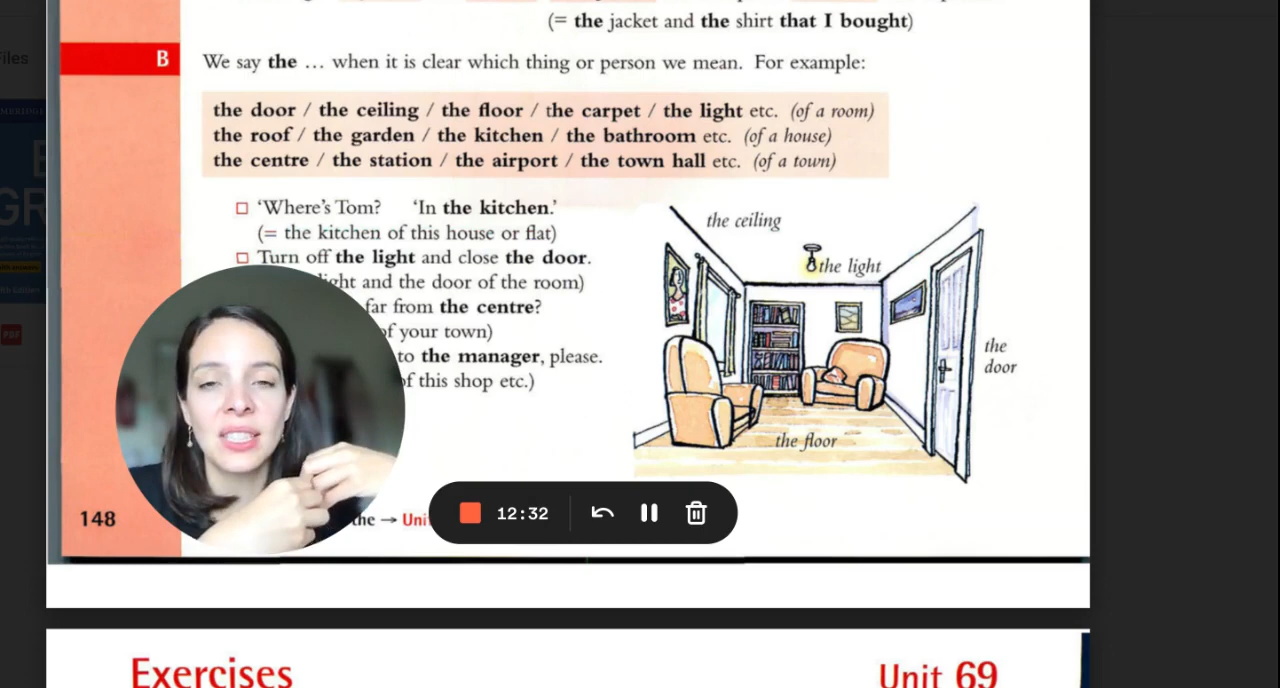 Files
(= the jacket and the shirt that I bought)
B
We say the ... when it is clear which thing or person we mean. For example:
the door / the ceiling / the floor / the carpet / the light etc. (of a room)
the roof / the garden / the kitchen / the bathroom etc. (of a house)
the centre / the station / the airport / the town hall etc. (of a town)
□ ‘Where’s Tom? ‘In the kitchen.’
(= the kitchen of this house or flat)
□ Turn off the light and close the door.
and the door of the room)
far from the centre?
of your town)
to the manager, please.
of this shop etc.)
the ceiling
the light
the
door
the floor
PDF
148
the → Unit
12:32
Exercises
Unit 69